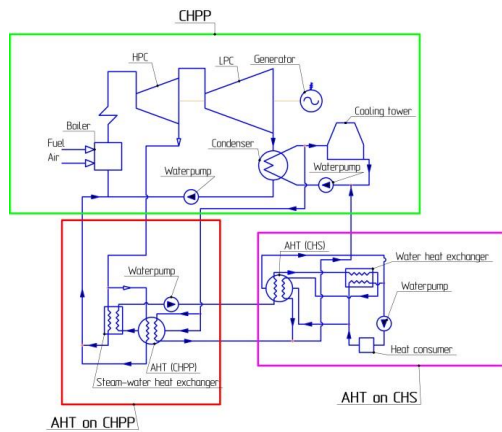 CHPP
HPC
LPC
Generator
Cooling tower
Boiler
Fuel
Air
Condenser
Waterpump
Waterpump
AHT (CHS)
Water heat exchanger
Waterpump
Waterpump
AHT (CHPP)
Heat consumer
Steam-water heat exchanger
AHT on CHPP
AHT on CHS